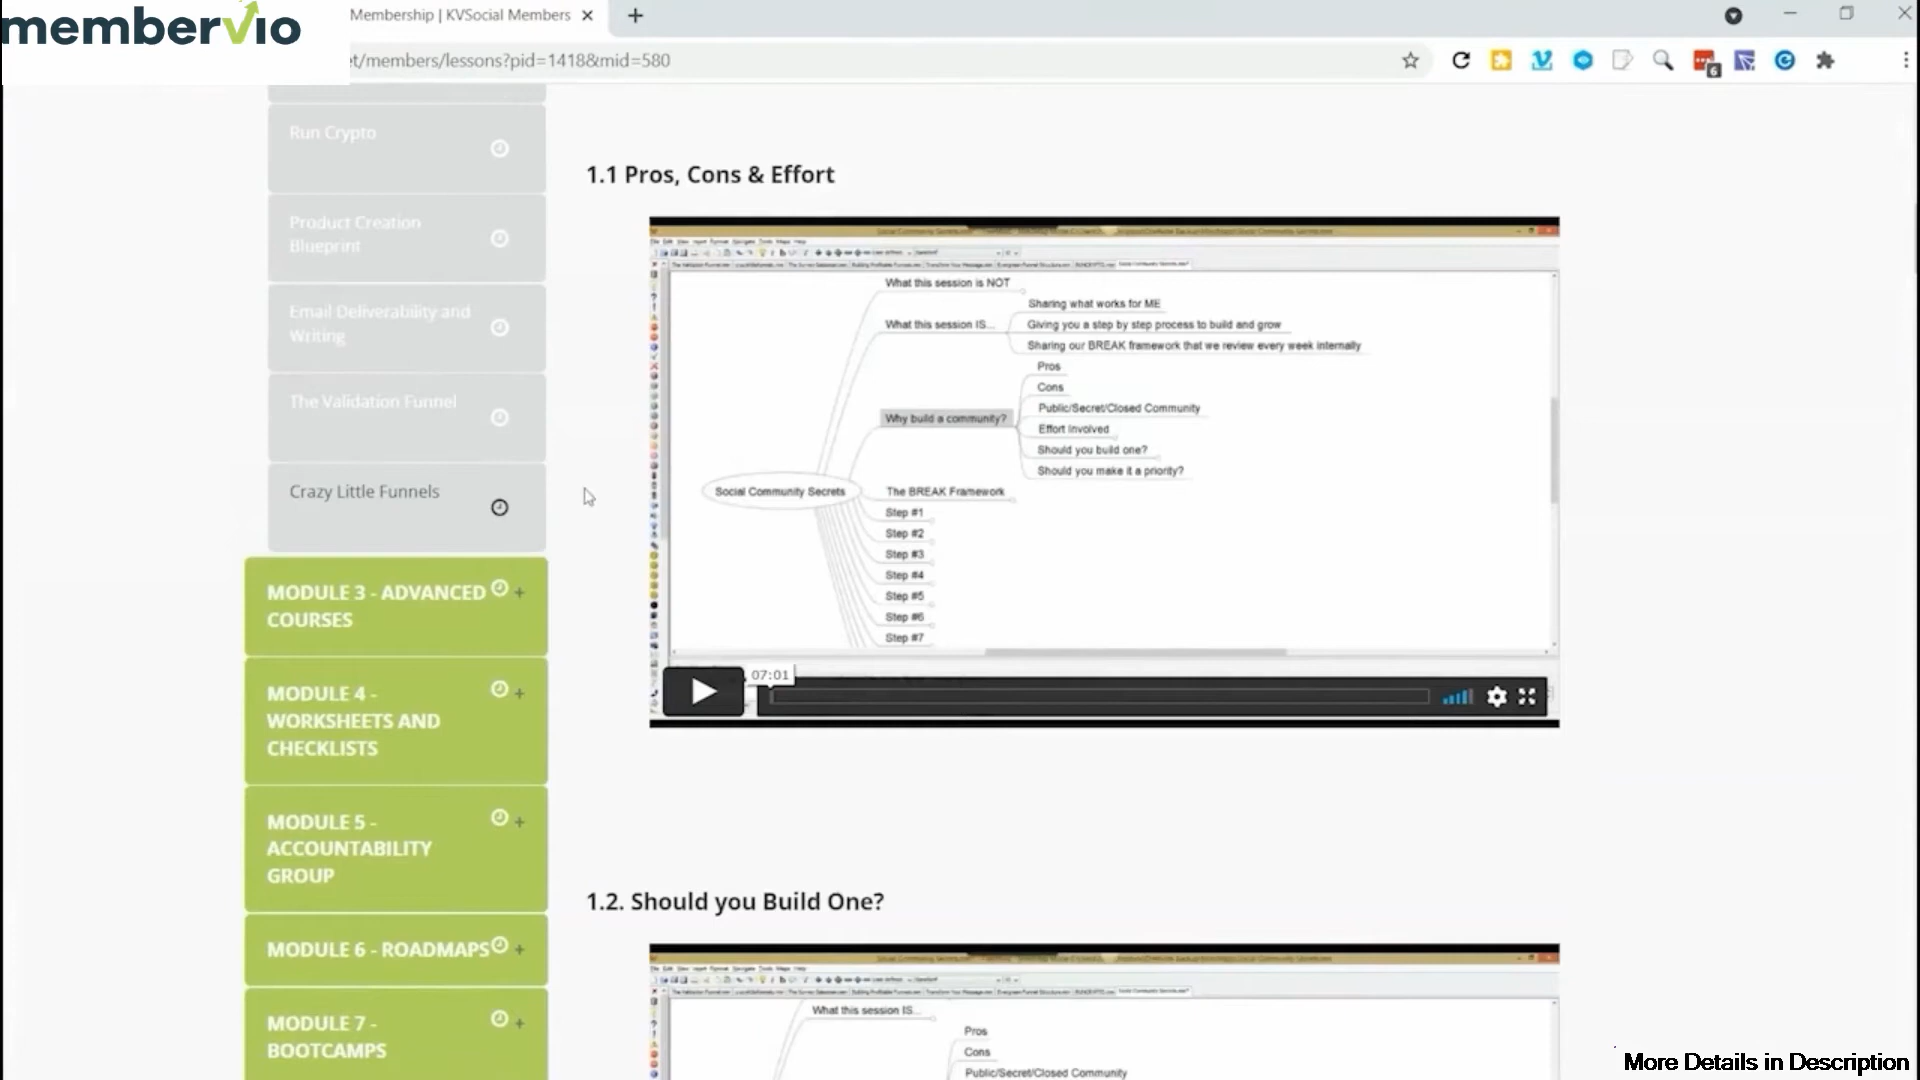 membervio
Membership | KVSocial Members
et/members/lessons?pid=1418&mid=580
6
Run Crypto
Product Creation
Blueprint
Email Deliverability and
Writing
The Validation Funnel
Crazy Little Funnels
MODULE 3 - ADVANCED
COURSES
MODULE 4 -
WORKSHEETS AND
CHECKLISTS
MODULE 5 -
ACCOUNTABILITY
GROUP
MODULE 6 - ROADMAPS
MODULE 7 -
BOOTCAMPS
1.1 Pros, Cons & Effort
What this session is NOT
What this session IS...
Sharing what works for ME
Giving you a step by step process to build and grow
Sharing our BREAK framework that we review every week internally
Why build a community?
Pros
Cons
Public/Secret/Closed Community
Effort Involved
Should you build one?
Should you make it a priority?
Social Community Secrets
The BREAK Framework
Step #1
Step #2
Step #3
Step #4
Step #5
Step #6
Step #7
07:01
1.2. Should you Build One?
What this session IS...
Pros
Cons
Public/Secret/Closed Community
More Details in Description